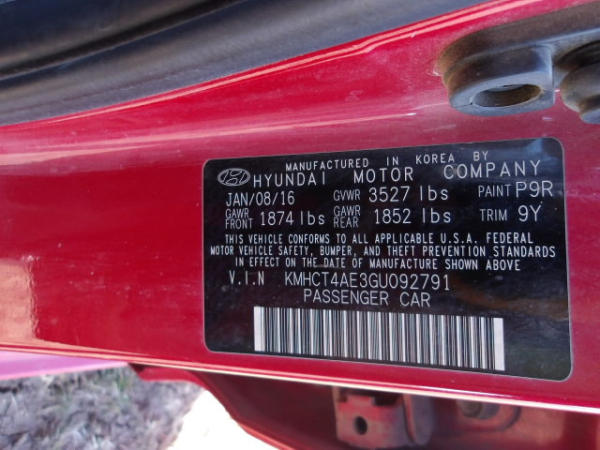 MANUFACTURED IN KOREA BY
HYUNDAI MOTOR COMPANY
JAN/08/16 GVWR 3527 lbs PAINT P9R
GAWR FRONT 1874 lbs GAWR REAR 1852 lbs TRIM 9Y
THIS VEHICLE CONFORMS TO ALL APPLICABLE U.S.A. FEDERAL
MOTOR VEHICLE SAFETY, BUMPER, AND THEFT PREVENTION STANDARDS
IN EFFECT ON THE DATE OF MANUFACTURE SHOWN ABOVE
V.I.N KMHCT4AE3GU092791
PASSENGER CAR